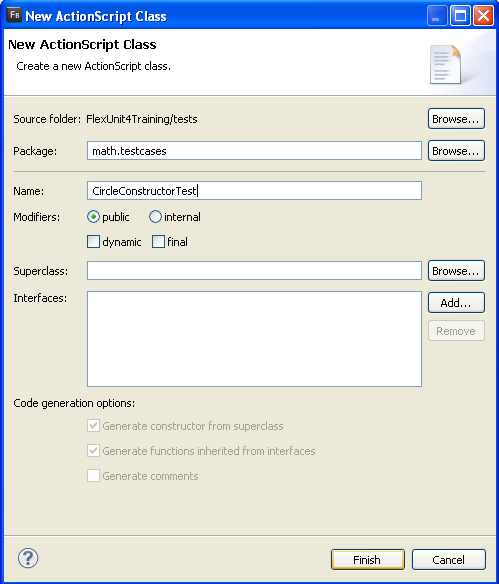 Fb New ActionScript Class
New ActionScript Class
Create a new ActionScript class.
Source folder: FlexUnit4Training/tests Browse...
Package: math.testcases Browse...
Name: CircleConstructorTest
Modifiers: public internal
dynamic final
Superclass: Browse...
Interfaces: Add...
Remove
Code generation options:
Generate constructor from superclass
Generate functions inherited from interfaces
Generate comments
? Finish Cancel